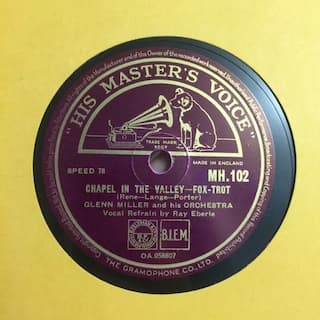 "HIS MASTER'S VOICE"
TRADE MARK
MADE IN ENGLAND
SPEED 78
MH.102
CHAPEL IN THE VALLEY—FOX-TROT
(Rene—Lange—Porter)
GLENN MILLER and his ORCHESTRA
Vocal Refrain by Ray Eberle
B.I.E.M.
OA.058807
THE GRAMOPHONE CO., LTD.